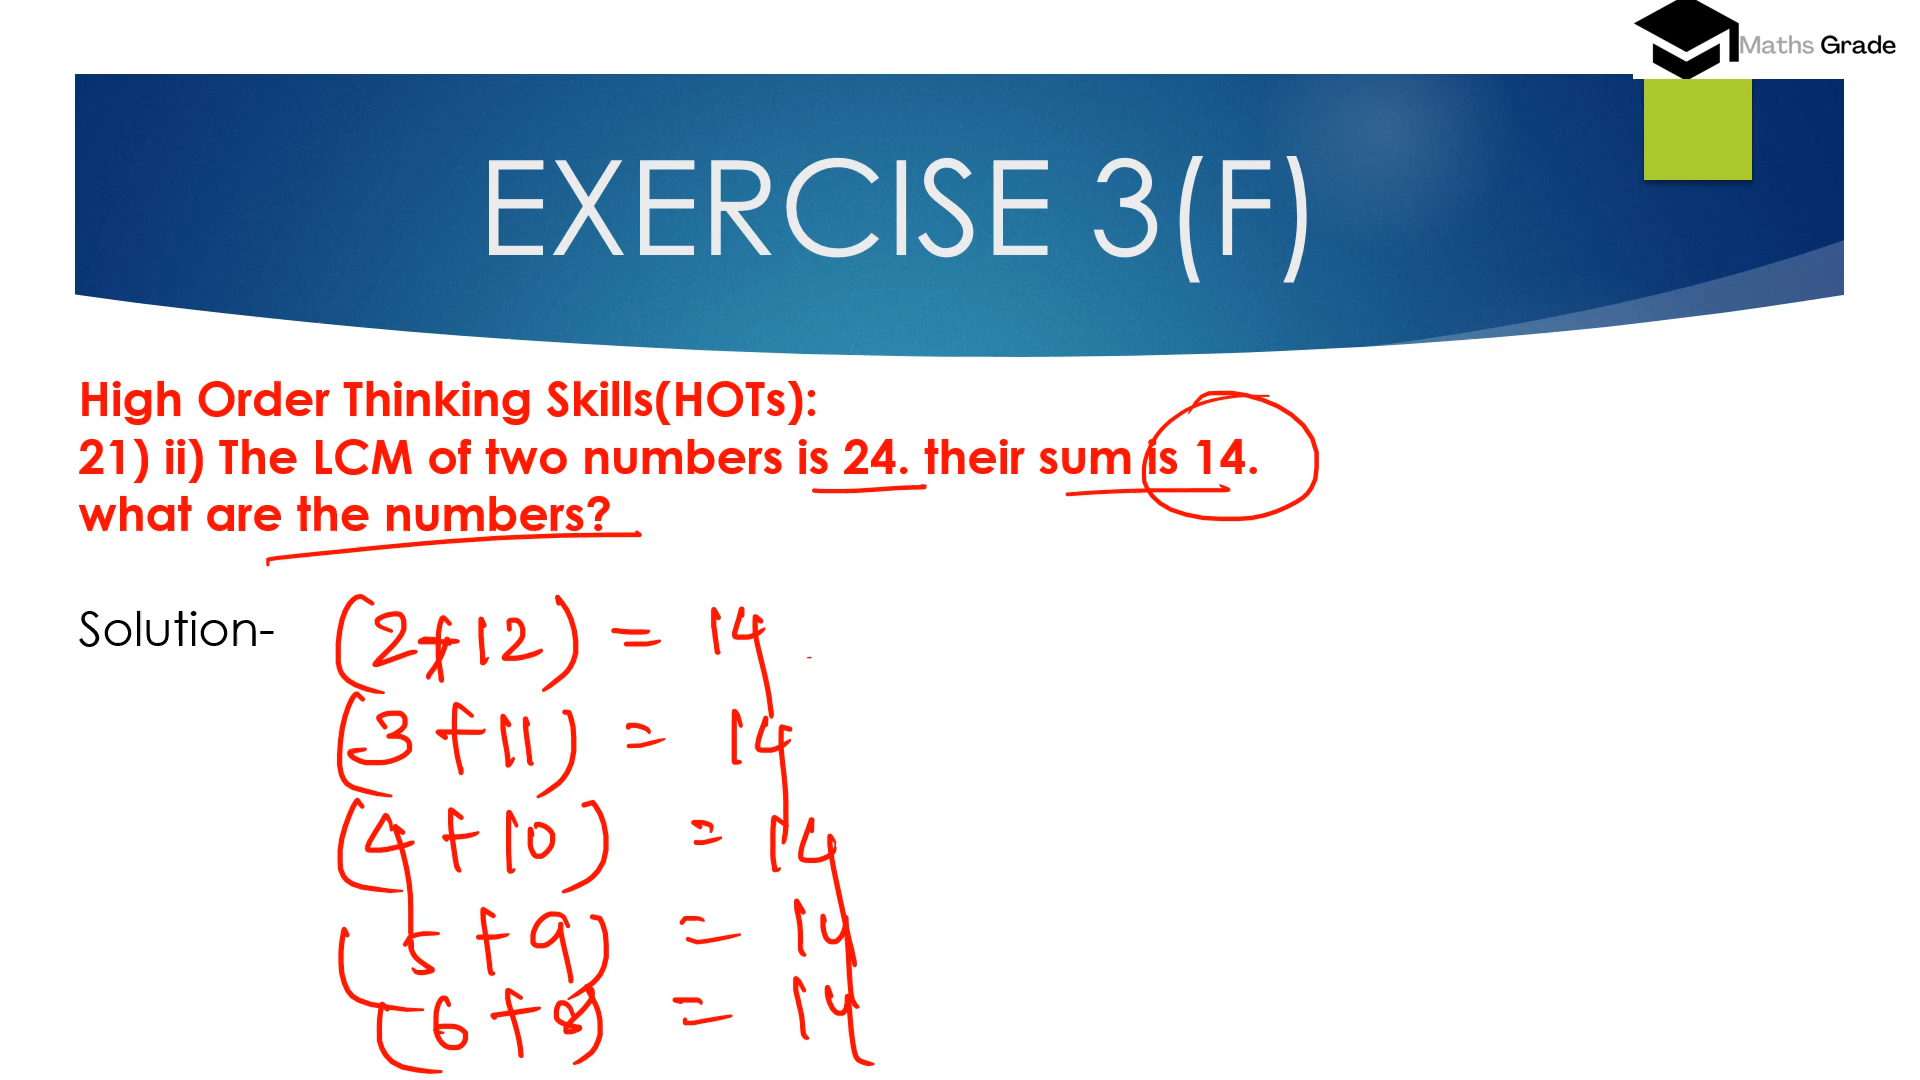 Maths Grade
EXERCISE 3(F)
High Order Thinking Skills(HOTs):
21) ii) The LCM of two numbers is 24. their sum is 14.
what are the numbers?
Solution-
(2+12) = 14
(3+11) = 14
(4+10) = 14
(5+9) = 14
(6+8) = 14